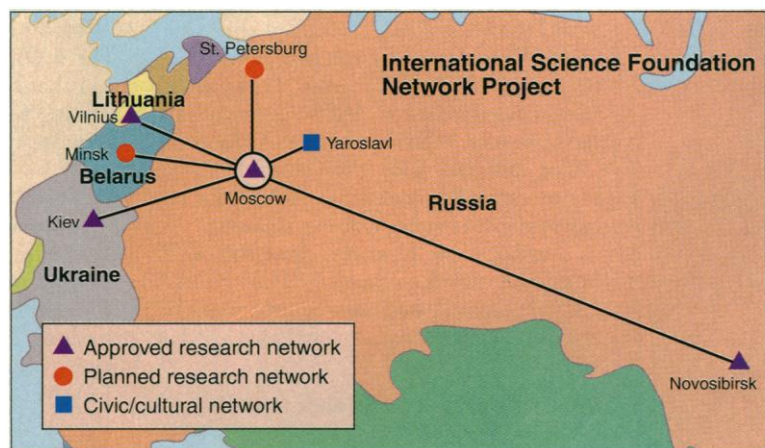 St. Petersburg
International Science Foundation
Network Project
Lithuania
Vilnius
Yaroslavl
Minsk
Belarus
Moscow
Russia
Kiev
Ukraine
Approved research network
Planned research network
Civic/cultural network
Novosibirsk